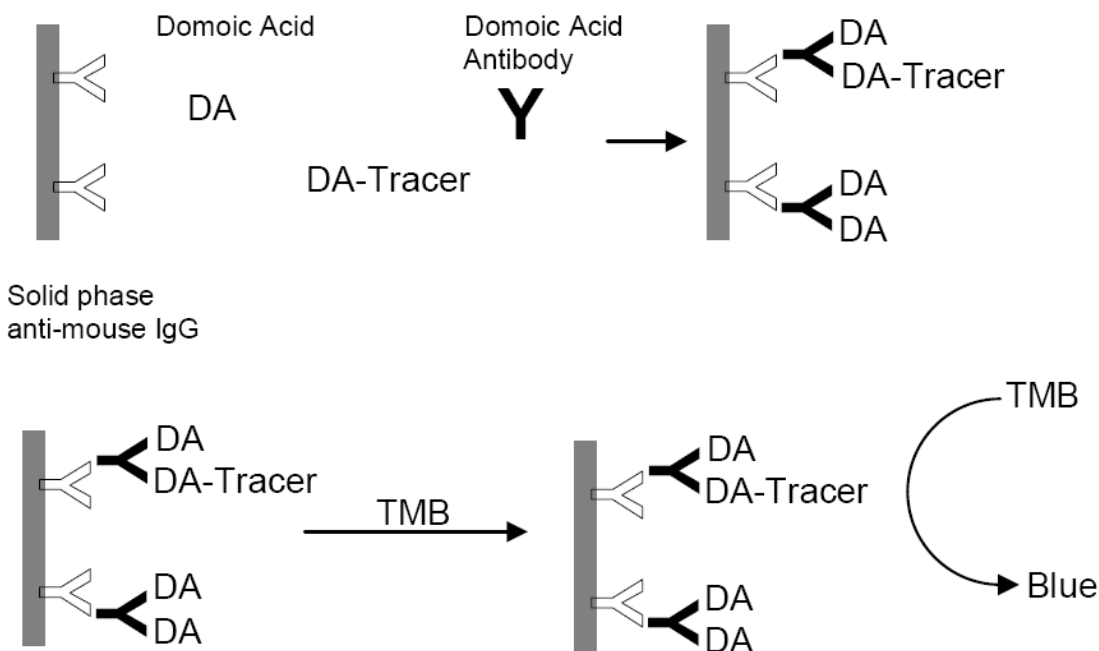 Domoic Acid
Domoic Acid
Antibody
DA
DA-Tracer
DA
DA-Tracer
DA
DA
Solid phase
anti-mouse IgG
DA
DA-Tracer
DA
DA
TMB
DA
DA-Tracer
DA
DA
TMB
Blue